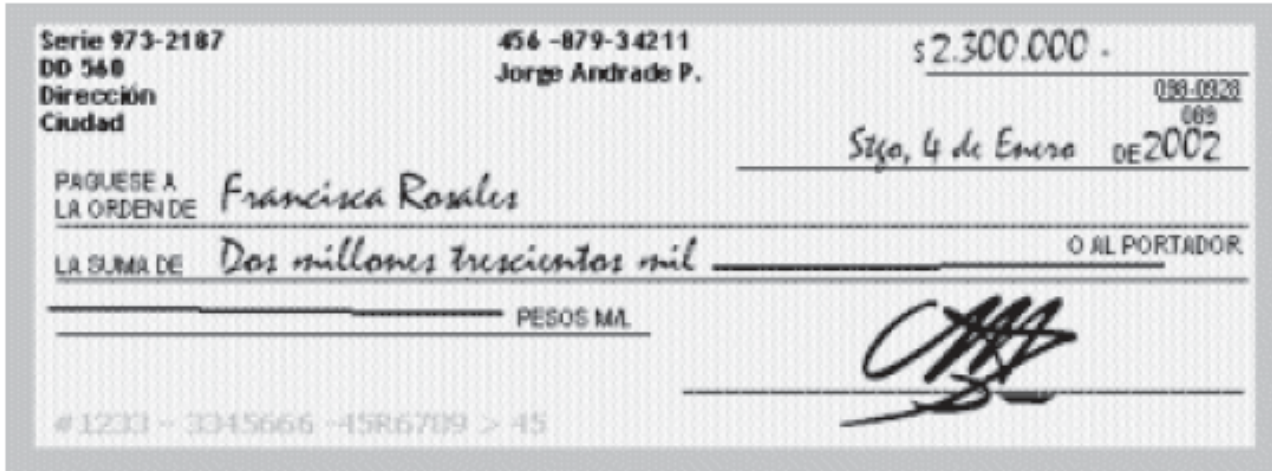 Serie 973-2187
DD 560
Dirección
Ciudad
456 -879-34211
Jorge Andrade P.
$ 2.300.000 -
098-0928
089
Stgo, 4 de Enero DE 2002
PAGUESE A
LA ORDEN DE Francisca Rosales
LA SUMA DE Dos millones trescientos mil O AL PORTADOR
PESOS M/L
#1233 - 3345666 -45R6709 > 45